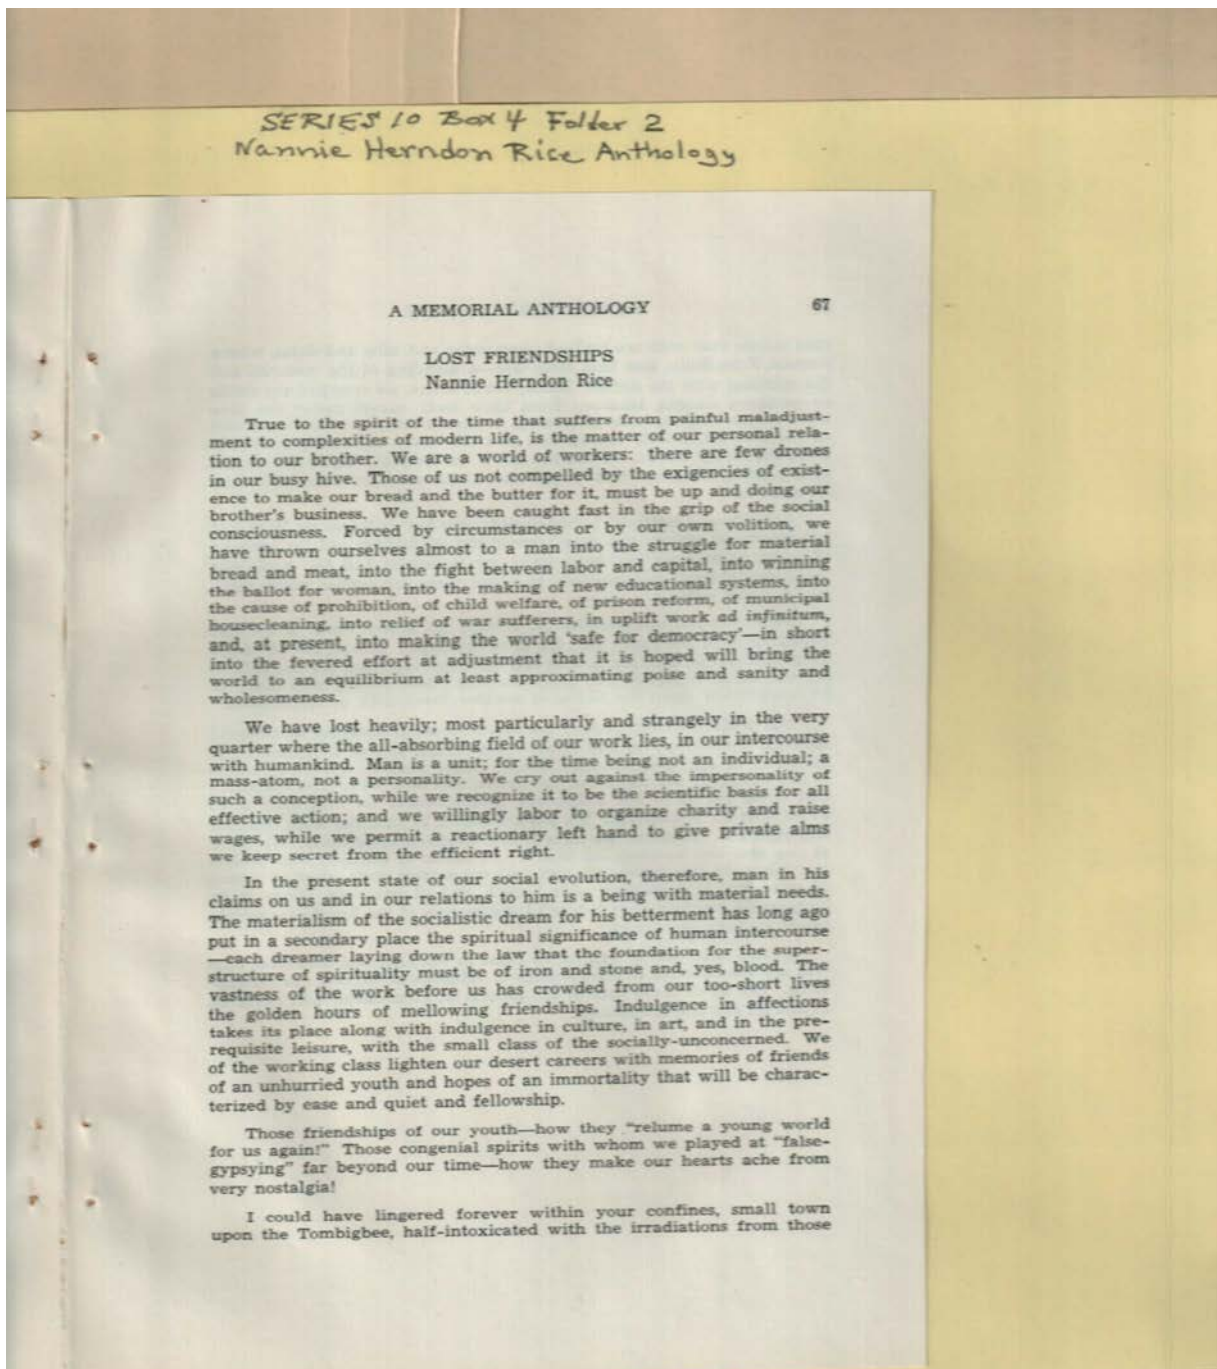 SERIES 10 Box 4 Folder 2
Nannie Herndon Rice Anthology
A MEMORIAL ANTHOLOGY 67
LOST FRIENDSHIPS
Nannie Herndon Rice
True to the spirit of the time that suffers from painful maladjust-
ment to complexities of modern life, is the matter of our personal rela-
tion to our brother. We are a world of workers: there are few drones
in our busy hive. Those of us not compelled by the exigencies of exist-
ence to make our bread and the butter for it, must be up and doing our
brother's business. We have been caught fast in the grip of the social
consciousness. Forced by circumstances or by our own volition, we
have thrown ourselves almost to a man into the struggle for material
bread and meat, into the fight between labor and capital, into winning
the ballot for woman, into the making of new educational systems, into
the cause of prohibition, of child welfare, of prison reform, of municipal
housecleaning, into relief of war sufferers, in uplift work ad infinitum,
and, at present, into making the world 'safe for democracy'—in short
into the fevered effort at adjustment that it is hoped will bring the
world to an equilibrium at least approximating poise and sanity and
wholesomeness.
We have lost heavily; most particularly and strangely in the very
quarter where the all-absorbing field of our work lies, in our intercourse
with humankind. Man is a unit; for the time being not an individual; a
mass-atom, not a personality. We cry out against the impersonality of
such a conception, while we recognize it to be the scientific basis for all
effective action; and we willingly labor to organize charity and raise
wages, while we permit a reactionary left hand to give private alms
we keep secret from the efficient right.
In the present state of our social evolution, therefore, man in his
claims on us and in our relations to him is a being with material needs.
The materialism of the socialistic dream for his betterment has long ago
put in a secondary place the spiritual significance of human intercourse
—each dreamer laying down the law that the foundation for the super-
structure of spirituality must be of iron and stone and, yes, blood. The
vastness of the work before us has crowded from our too-short lives
the golden hours of mellowing friendships. Indulgence in affections
takes its place along with indulgence in culture, in art, and in the pre-
requisite leisure, with the small class of the socially-unconcerned. We
of the working class lighten our desert careers with memories of friends
of an unhurried youth and hopes of an immortality that will be charac-
terized by ease and quiet and fellowship.
Those friendships of our youth—how they "relume a young world
for us again!" Those congenial spirits with whom we played at "false-
gypsying" far beyond our time—how they make our hearts ache from
very nostalgia!
I could have lingered forever within your confines, small town
upon the Tombigbee, half-intoxicated with the irradiations from those